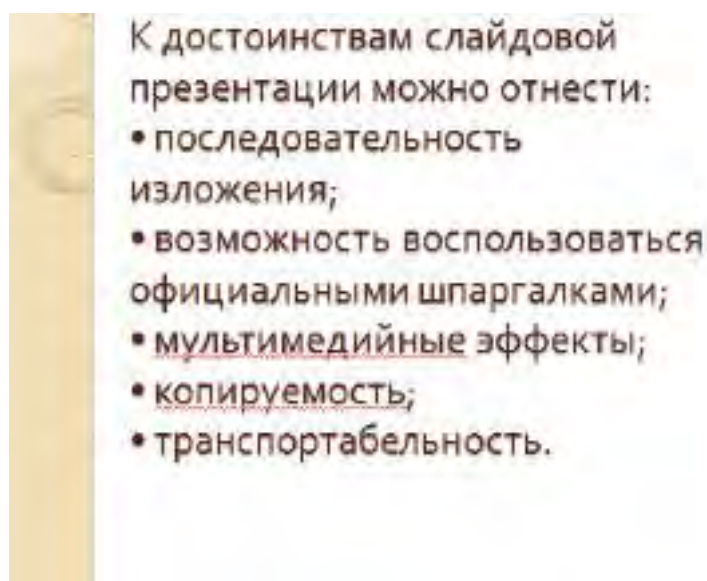 К достоинствам слайдовой
презентации можно отнести:
• последовательность
изложения;
• возможность воспользоваться
официальными шпаргалками;
• мультимедийные эффекты;
• копируемость;
• транспортабельность.